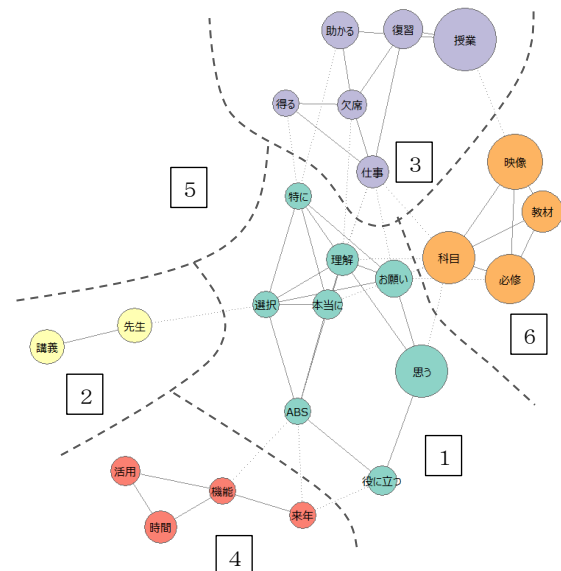 助かる
復習
授業
得る
欠席
3
仕事
映像
5
特に
教材
理解
科目
お願い
必修
選択
本当に
先生
6
講義
思う
2
ABS
1
活用
機能
役に立つ
来年
時間
4